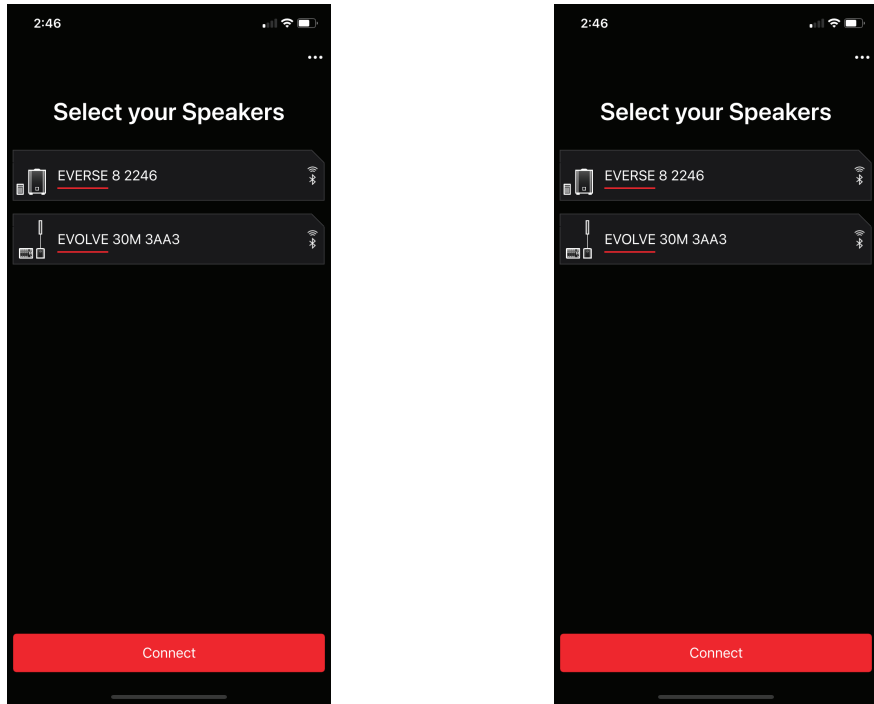 2:46
Select your Speakers
EVERSE 8 2246
EVOLVE 30M 3AA3
Connect
2:46
Select your Speakers
EVERSE 8 2246
EVOLVE 30M 3AA3
Connect